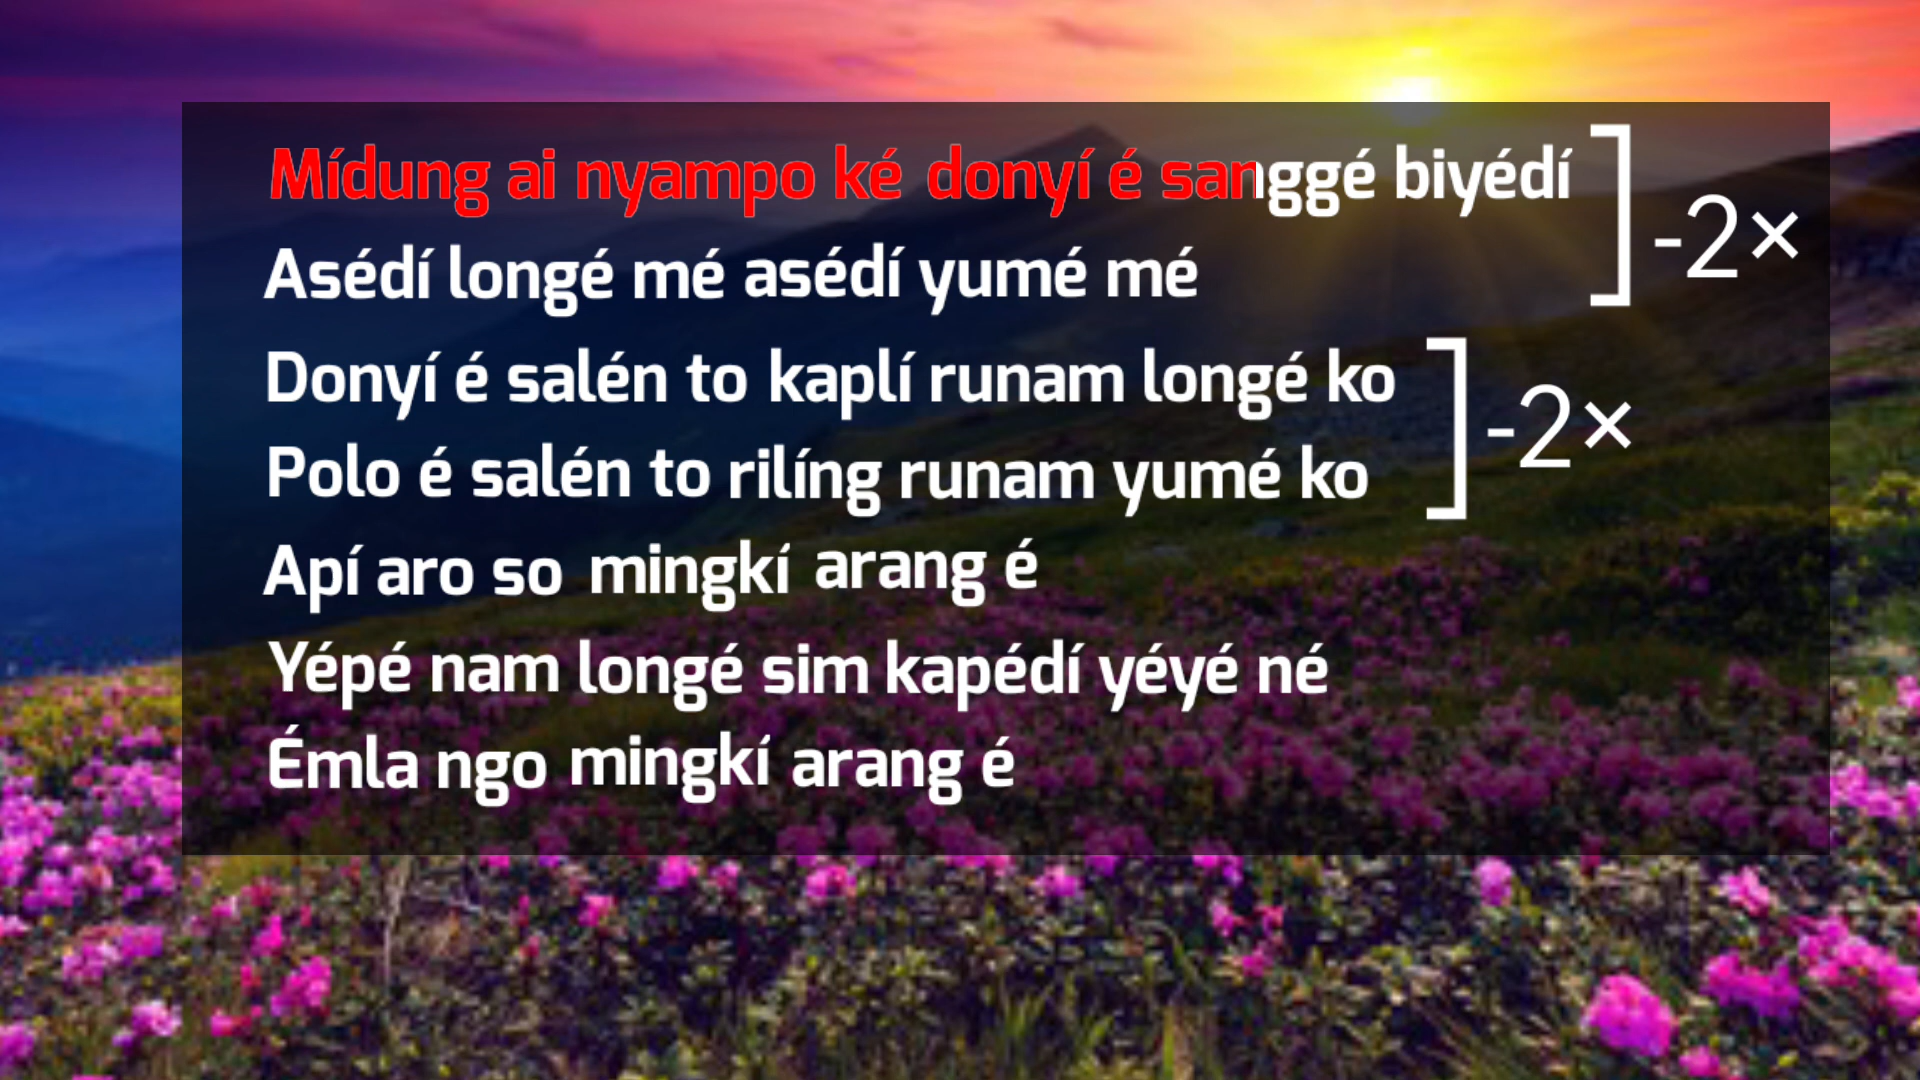 Mídung ai nyampo ké donyí é sanggé biyédí
Asédí longé mé asédí yumé mé
-2×
Donyí é salén to kaplí runam longé ko
Polo é salén to rilíng runam yumé ko
-2×
Apí aro so mingkí arang é
Yépé nam longé sim kapédí yéyé né
Émla ngo mingkí arang é